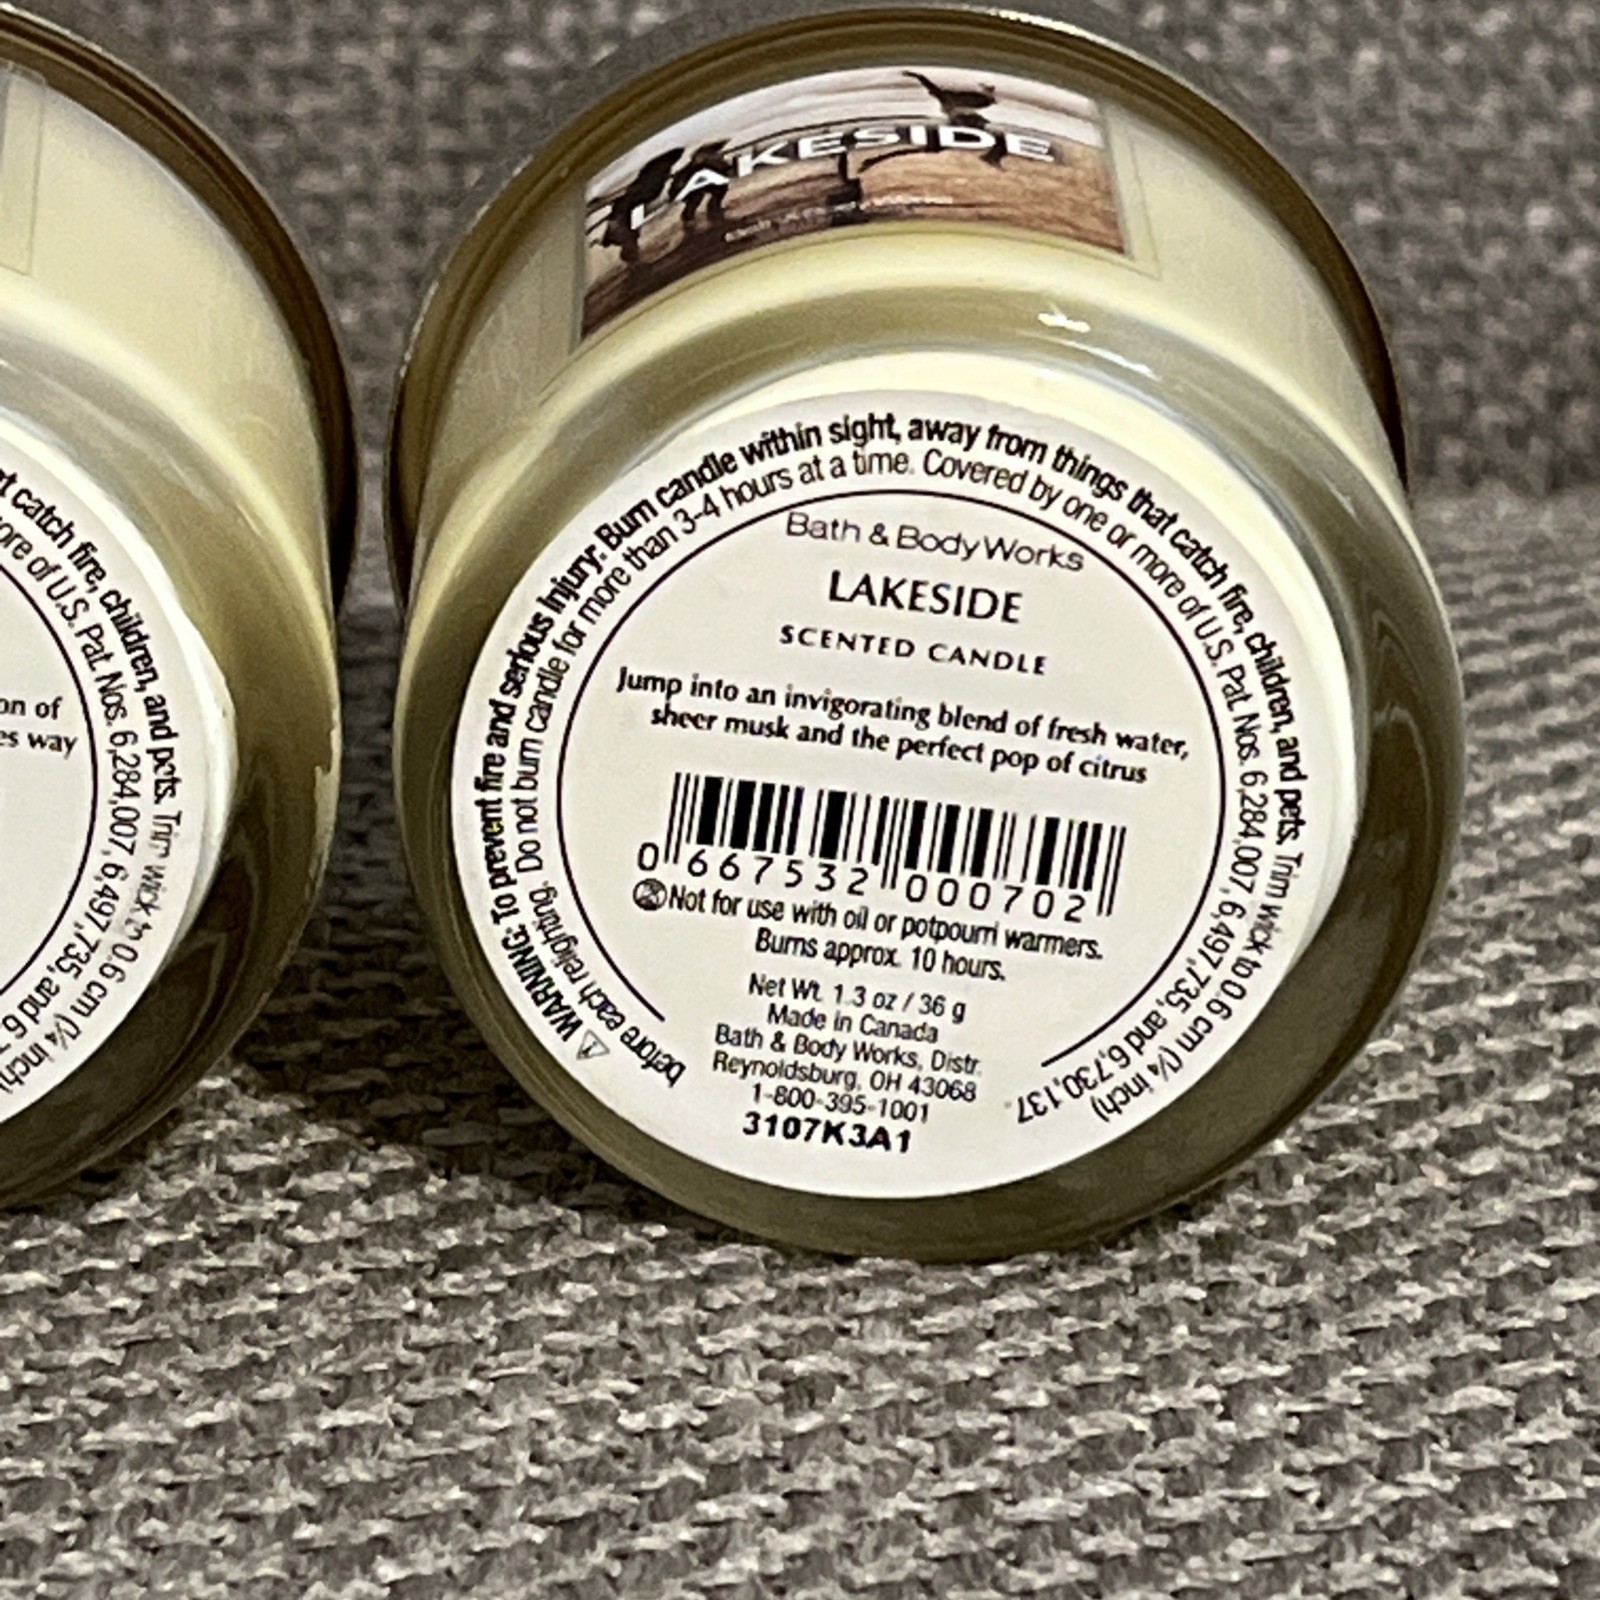 LAKESIDE
⚠ WARNING: To prevent fire and serious Injury: Burn candle within sight, away from things that catch fire, children, and pets. Trim wick to 0.6 cm (¼ inch)
before each relighting. Do not burn candle for more than 3-4 hours at a time. Covered by one or more of U.S. Pat. Nos. 6,284,007, 6,497,735, and 6,730,137
Bath & Body Works
LAKESIDE
SCENTED CANDLE
Jump into an invigorating blend of fresh water,
sheer musk and the perfect pop of citrus
0 667532 000702
Not for use with oil or potpourri warmers.
Burns approx. 10 hours.
Net Wt. 1.3 oz / 36 g
Made in Canada
Bath & Body Works, Distr.
Reynoldsburg, OH 43068
1-800-395-1001
3107K3A1
catch fire, children, and pets. Trim wick to 0.6 cm (¼ inch)
more of U.S. Pat. Nos. 6,284,007, 6,497,735, and 6,7
on of
es way